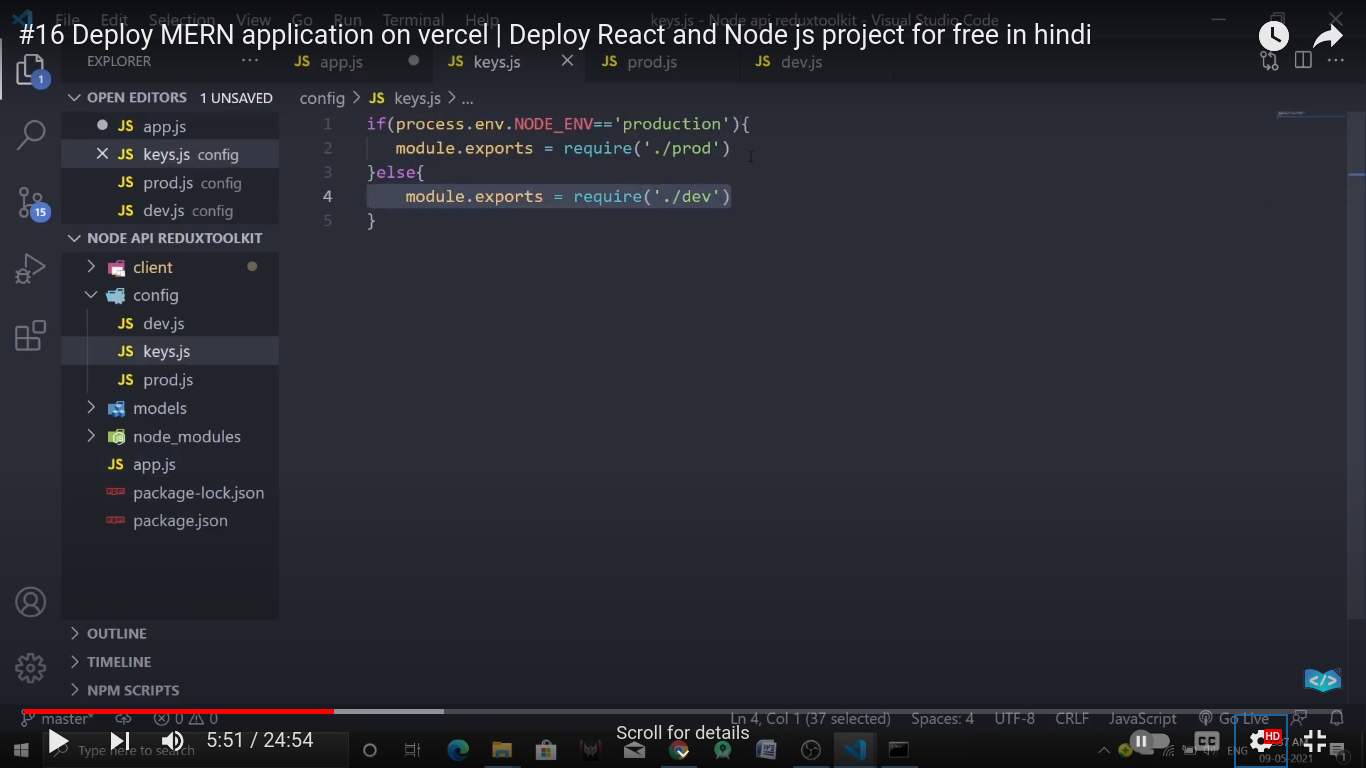 File Edit Selection View Go Run Terminal Help keys.js - Node api reduxtoolkit - Visual Studio Code
#16 Deploy MERN application on vercel | Deploy React and Node js project for free in hindi
EXPLORER ...
JS app.js JS keys.js JS prod.js JS dev.js
1
OPEN EDITORS 1 UNSAVED
config > JS keys.js > ...
JS app.js
JS keys.js config
JS prod.js config
JS dev.js config
15
1 if(process.env.NODE_ENV=='production'){
2 module.exports = require('./prod')
3 }else{
4 module.exports = require('./dev')
5 }
NODE API REDUXTOOLKIT
client
config
JS dev.js
JS keys.js
JS prod.js
models
node_modules
JS app.js
package-lock.json
package.json
OUTLINE
TIMELINE
NPM SCRIPTS
</>
master* 0 0 Ln 4, Col 1 (37 selected) Spaces: 4 UTF-8 CRLF JavaScript Go Live
Scroll for details
5:51 / 24:54
Type here to search
CC HD
ENG
09-05-2021
1